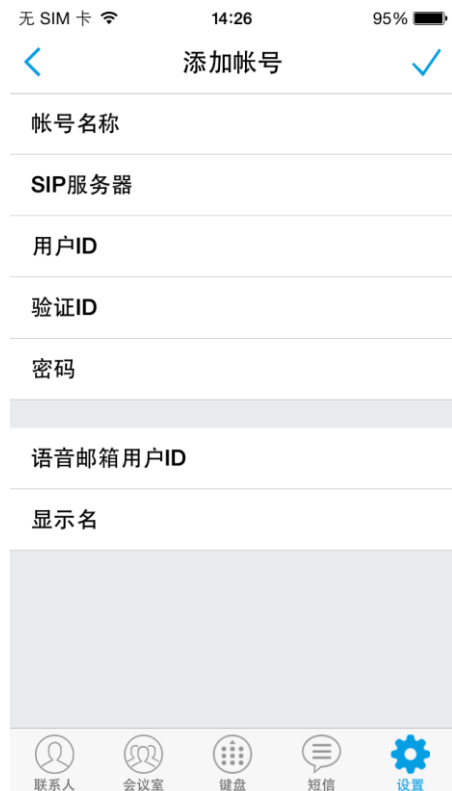 无 SIM 卡 14:26 95%
添加帐号
帐号名称
SIP服务器
用户ID
验证ID
密码
语音邮箱用户ID
显示名
联系人 会议室 键盘 短信 设置